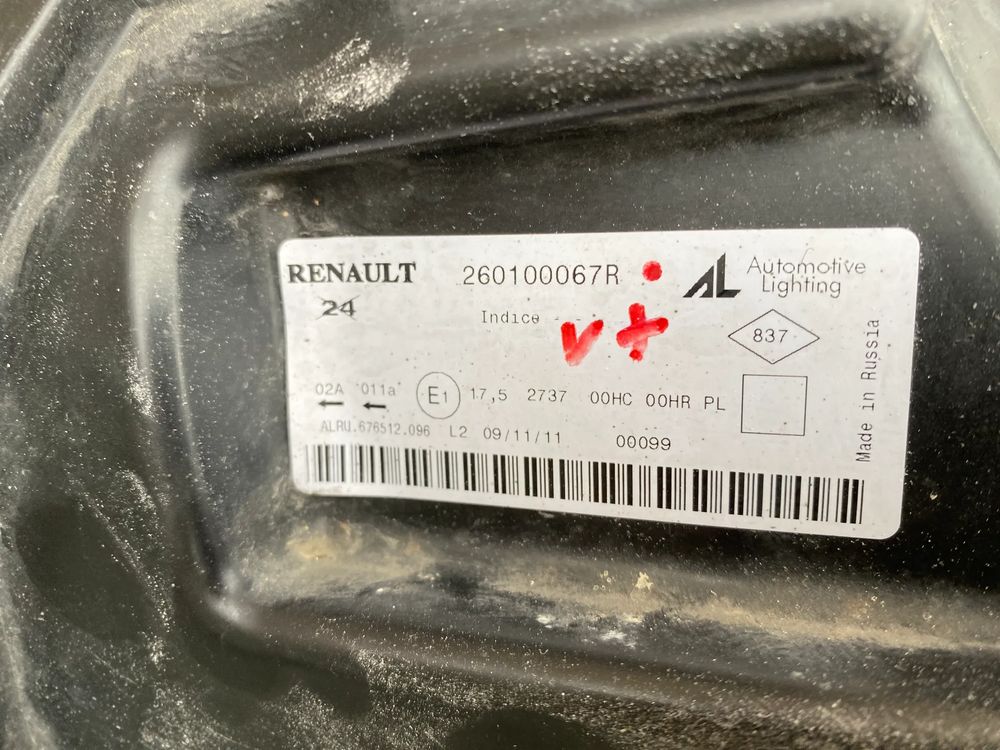 RENAULT 260100067R AL Automotive Lighting
24
Indice ----
V+
837
02A 011a E1 17,5 2737 00HC 00HR PL
ALRU.676512.096 L2 09/11/11 00099
Made in Russia